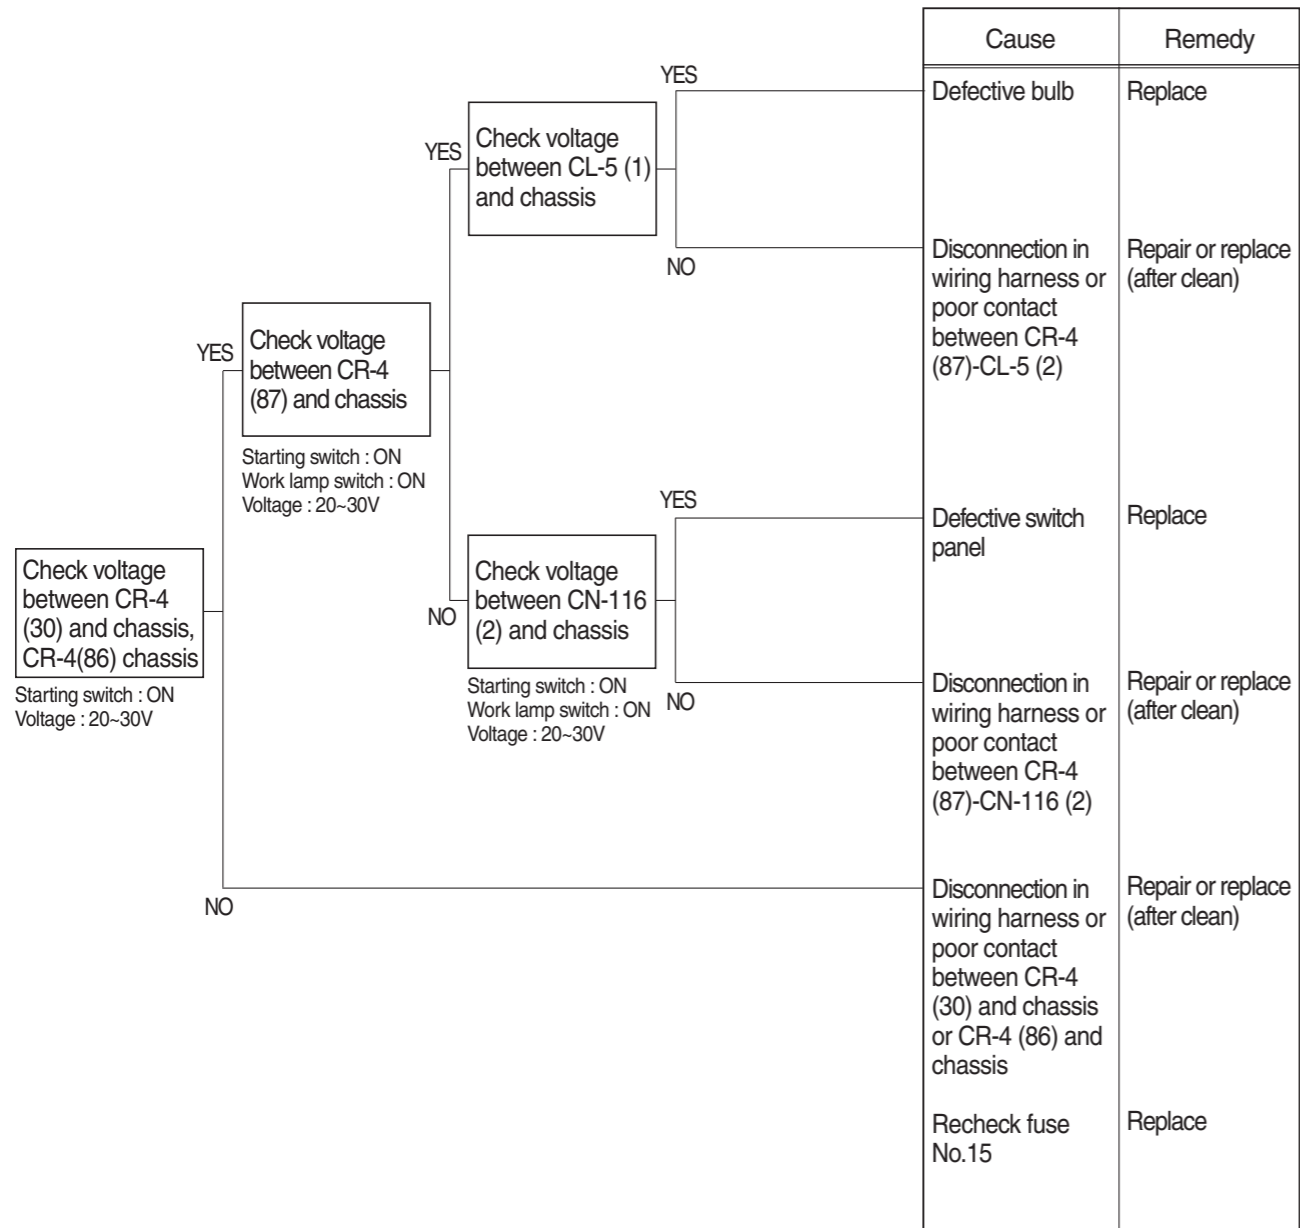 Cause
Remedy
YES
Defective bulb
Replace
YES
Check voltage
between CL-5 (1)
and chassis
NO
Disconnection in
wiring harness or
poor contact
between CR-4
(87)-CL-5 (2)
Repair or replace
(after clean)
YES
Check voltage
between CR-4
(87) and chassis
Starting switch : ON
Work lamp switch : ON
Voltage : 20~30V
YES
Defective switch
panel
Replace
Check voltage
between CR-4
(30) and chassis,
CR-4(86) chassis
Starting switch : ON
Voltage : 20~30V
NO
Check voltage
between CN-116
(2) and chassis
Starting switch : ON
Work lamp switch : ON
Voltage : 20~30V
NO
Disconnection in
wiring harness or
poor contact
between CR-4
(87)-CN-116 (2)
Repair or replace
(after clean)
NO
Disconnection in
wiring harness or
poor contact
between CR-4
(30) and chassis
or CR-4 (86) and
chassis
Repair or replace
(after clean)
Recheck fuse
No.15
Replace